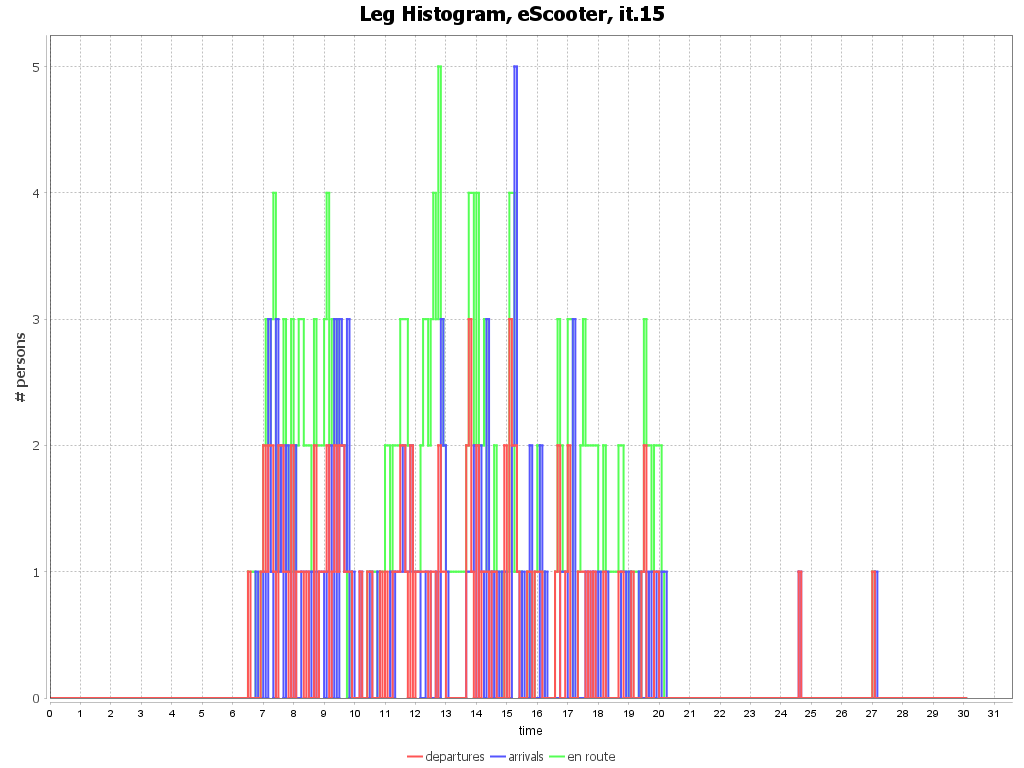 Leg Histogram, eScooter, it.15
# persons
5
4
3
2
1
0
0 1 2 3 4 5 6 7 8 9 10 11 12 13 14 15 16 17 18 19 20 21 22 23 24 25 26 27 28 29 30 31
time
departures arrivals en route